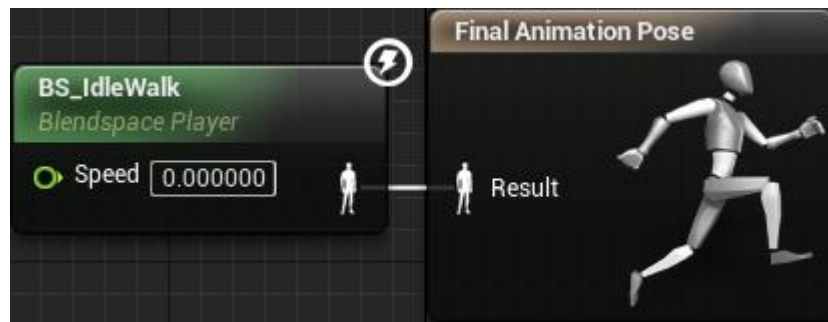 BS_IdleWalk
Blendspace Player
Speed 0.000000
Final Animation Pose
Result